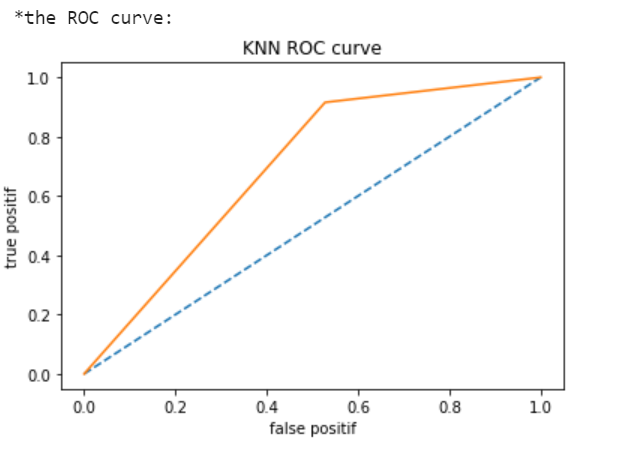 *the ROC curve:
KNN ROC curve
1.0
0.8
0.6
0.4
0.2
0.0
true positif
0.0 0.2 0.4 0.6 0.8 1.0
false positif